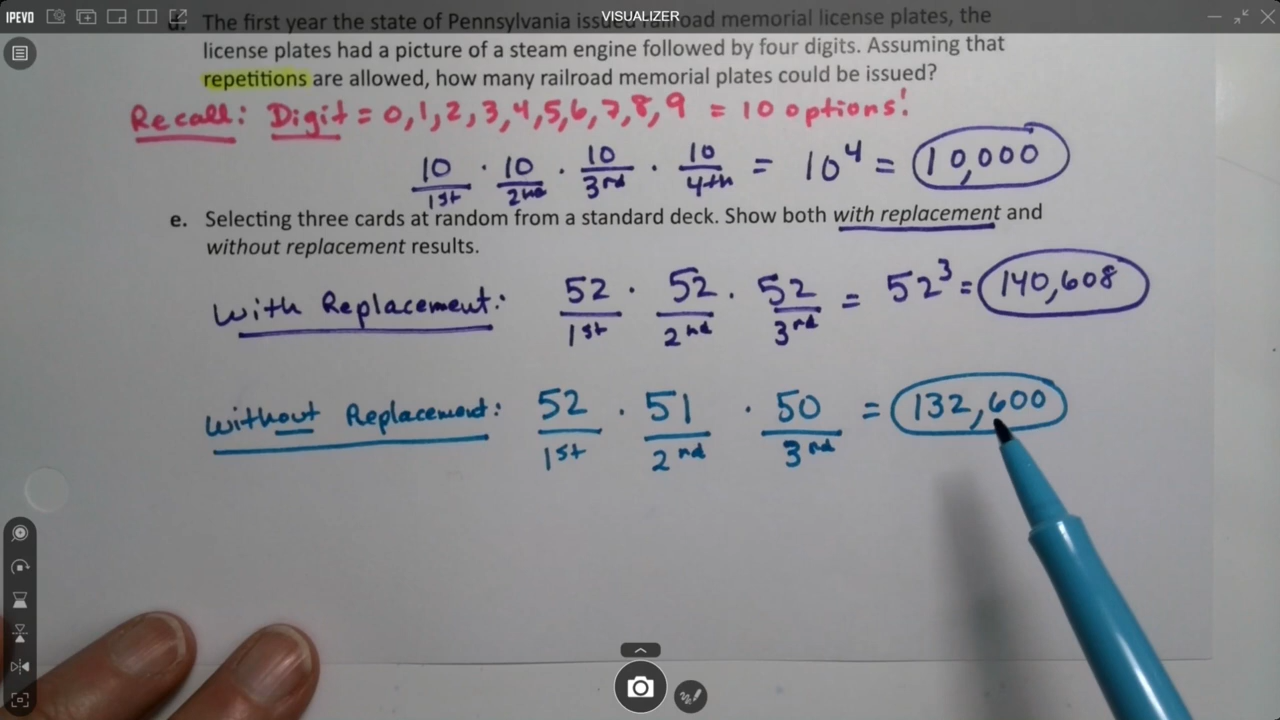 IPEVO
VISUALIZER
d. The first year the state of Pennsylvania issued railroad memorial license plates, the
license plates had a picture of a steam engine followed by four digits. Assuming that
repetitions are allowed, how many railroad memorial plates could be issued?
Recall: Digit = 0,1,2,3,4,5,6,7,8,9 = 10 options!
10 · 10 · 10 · 10 = 10^4 = 10,000
1st 2nd 3rd 4th
e. Selecting three cards at random from a standard deck. Show both with replacement and
without replacement results.
With Replacement: 52 · 52 · 52 = 52^3 = 140,608
1st 2nd 3rd
Without Replacement: 52 · 51 · 50 = 132,600
1st 2nd 3rd